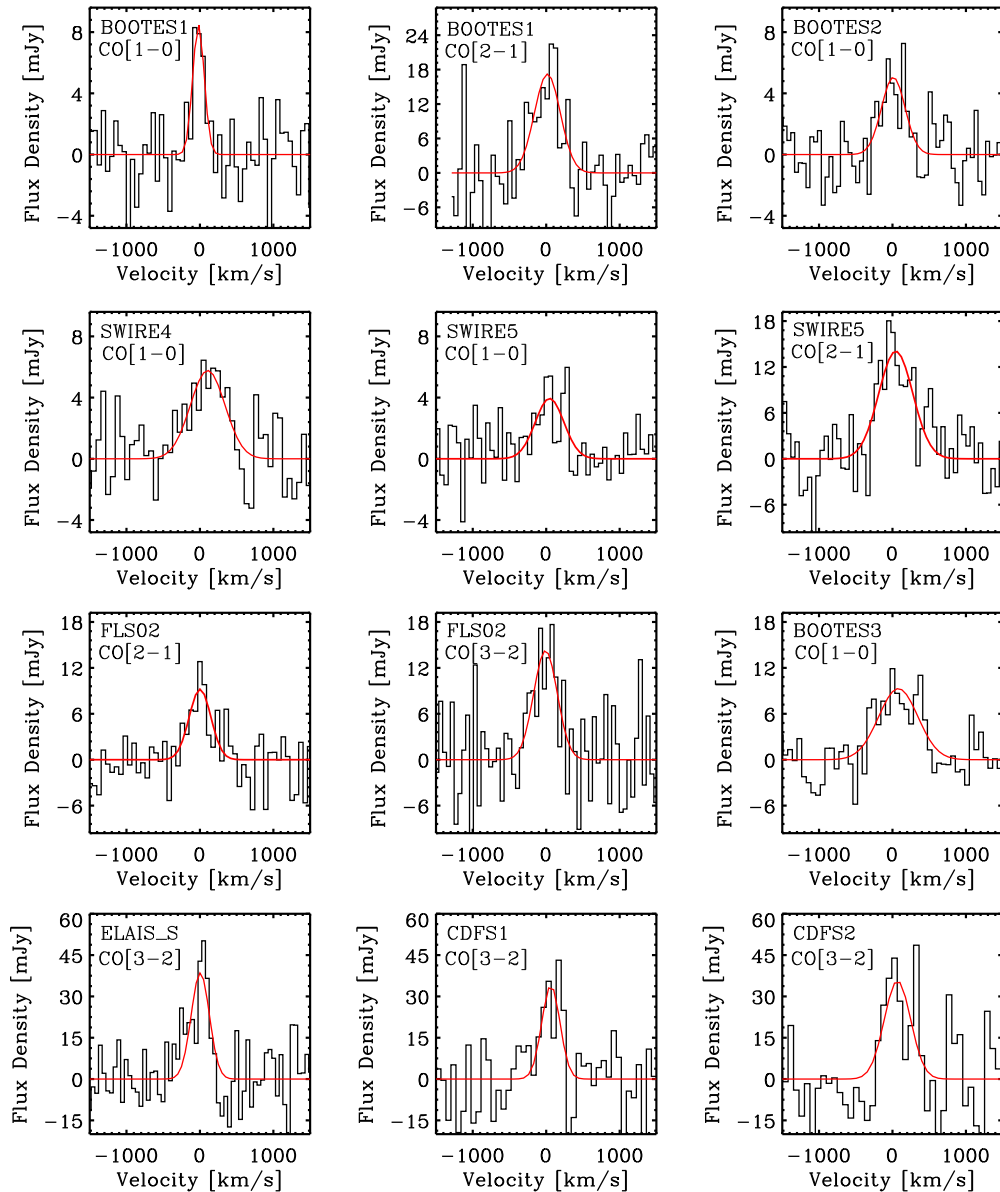 BOOTES1
CO[1-0]
8
4
0
-4
Flux Density [mJy]
-1000 0 1000
Velocity [km/s]
BOOTES1
CO[2-1]
24
18
12
6
0
-6
Flux Density [mJy]
-1000 0 1000
Velocity [km/s]
BOOTES2
CO[1-0]
8
4
0
-4
Flux Density [mJy]
-1000 0 1000
Velocity [km/s]
SWIRE4
CO[1-0]
8
4
0
-4
Flux Density [mJy]
-1000 0 1000
Velocity [km/s]
SWIRE5
CO[1-0]
8
4
0
-4
Flux Density [mJy]
-1000 0 1000
Velocity [km/s]
SWIRE5
CO[2-1]
18
12
6
0
-6
Flux Density [mJy]
-1000 0 1000
Velocity [km/s]
FLS02
CO[2-1]
18
12
6
0
-6
Flux Density [mJy]
-1000 0 1000
Velocity [km/s]
FLS02
CO[3-2]
18
12
6
0
-6
Flux Density [mJy]
-1000 0 1000
Velocity [km/s]
BOOTES3
CO[1-0]
18
12
6
0
-6
Flux Density [mJy]
-1000 0 1000
Velocity [km/s]
ELAIS_S
CO[3-2]
60
45
30
15
0
-15
Flux Density [mJy]
-1000 0 1000
Velocity [km/s]
CDFS1
CO[3-2]
60
45
30
15
0
-15
Flux Density [mJy]
-1000 0 1000
Velocity [km/s]
CDFS2
CO[3-2]
60
45
30
15
0
-15
Flux Density [mJy]
-1000 0 1000
Velocity [km/s]